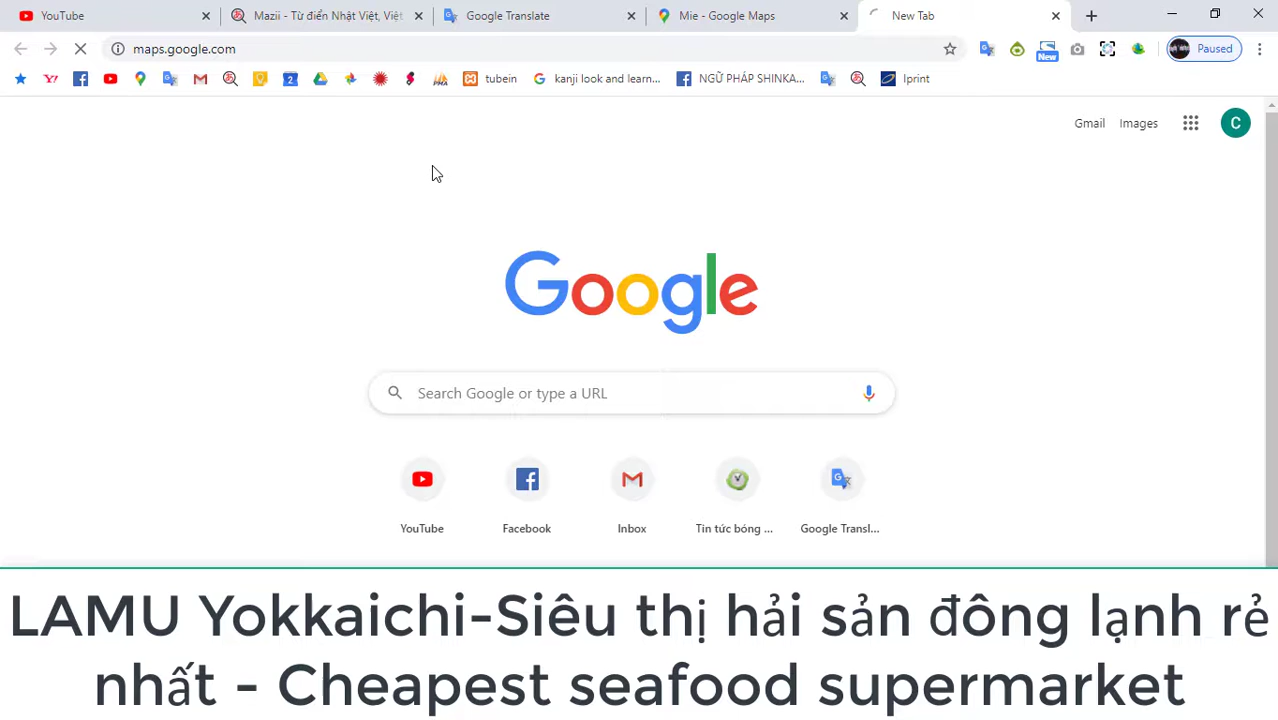 YouTube
Mazii - Từ điển Nhật Việt, Việt
Google Translate
Mie - Google Maps
New Tab
maps.google.com
New
Paused
2
tubein
kanji look and learn...
NGỮ PHÁP SHINKA...
Iprint
Gmail
Images
C
Google
Search Google or type a URL
YouTube
Facebook
Inbox
Tin tức bóng ...
Google Transl...
LAMU Yokkaichi-Siêu thị hải sản đông lạnh rẻ
nhất - Cheapest seafood supermarket